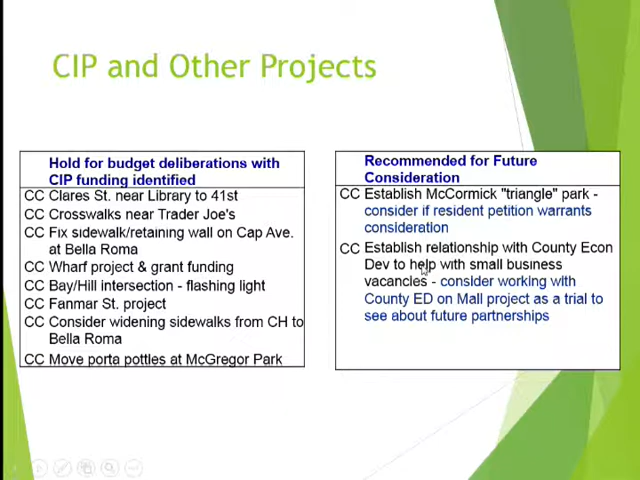 CIP and Other Projects
Hold for budget deliberations with
CIP funding identified
CC Clares St. near Library to 41st
CC Crosswalks near Trader Joe's
CC Fix sidewalk/retaining wall on Cap Ave.
at Bella Roma
CC Wharf project & grant funding
CC Bay/Hill intersection - flashing light
CC Fanmar St. project
CC Consider widening sidewalks from CH to
Bella Roma
CC Move porta potties at McGregor Park
Recommended for Future
Consideration
CC Establish McCormick "triangle" park -
consider if resident petition warrants
consideration
CC Establish relationship with County Econ
Dev to help with small business
vacancies - consider working with
County ED on Mall project as a trial to
see about future partnerships